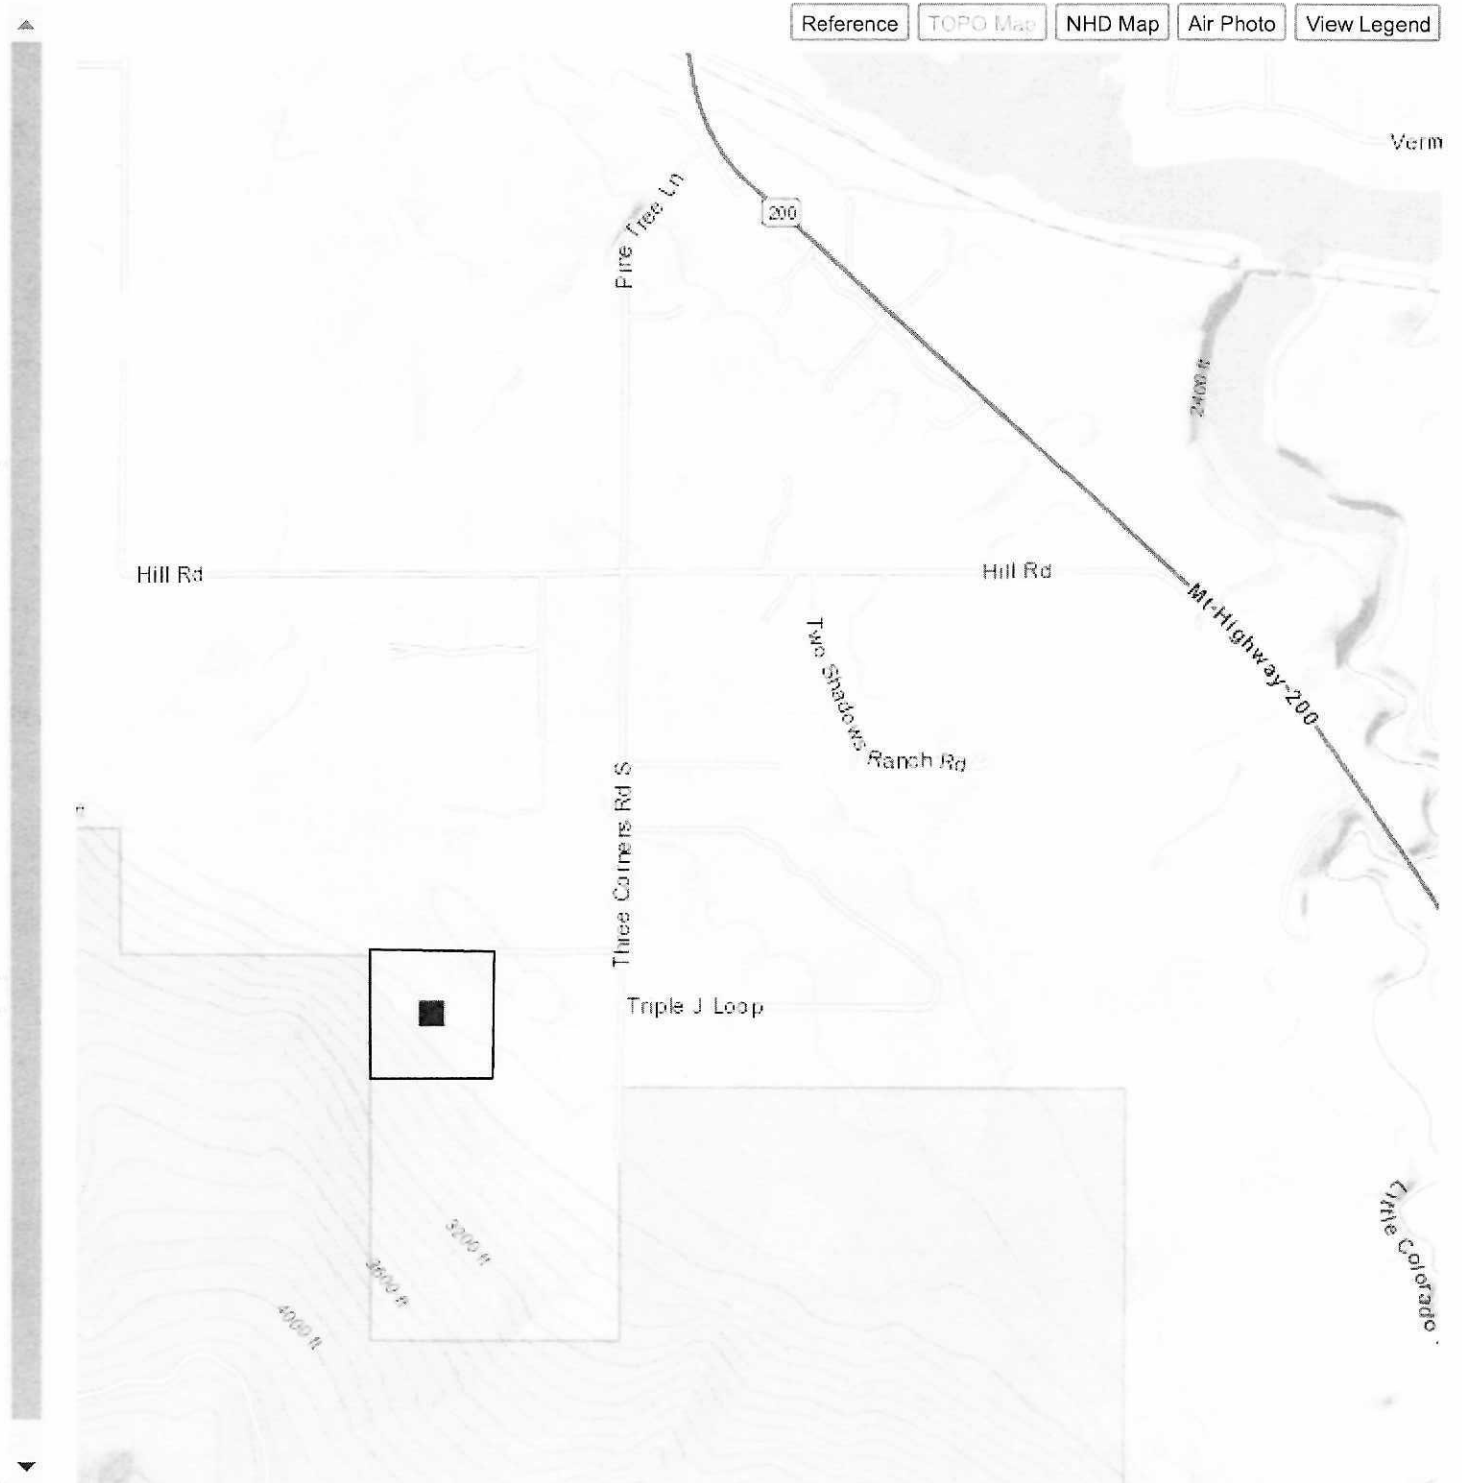 Reference
TOPO Map
NHD Map
Air Photo
View Legend
Verm
200
Pine Tree Ln
2400 ft
Hill Rd
Hill Rd
Mt-Highway-200
Two Shadows Ranch Rd
Three Corners Rd S
Triple J Loop
3200 ft
3600 ft
4000 ft
Little Colorado